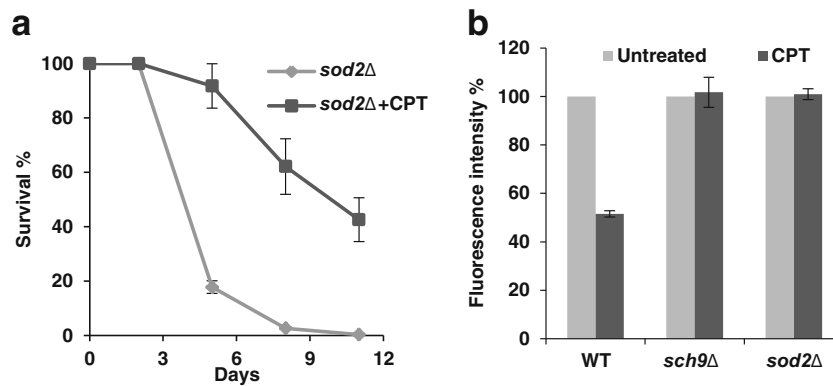 a
100
80
60
40
20
0
Survival %
0 3 6 9 12
Days
sod2Δ
sod2Δ+CPT
b
120
100
80
60
40
20
0
Fluorescence intensity %
Untreated CPT
WT sch9Δ sod2Δ